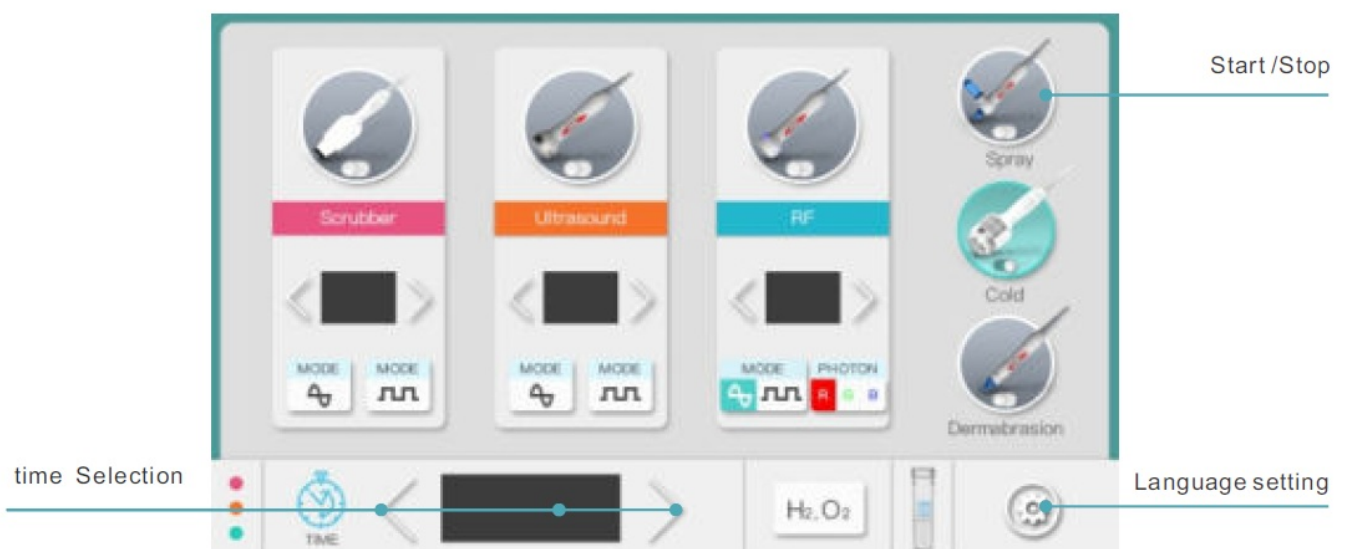 Start /Stop
Spray
Scrubber
Ultrasound
RF
Cold
MODE MODE
MODE MODE
MODE PHOTON
R G B
Dermabrasion
time Selection
Language setting
H2.O2
TIME